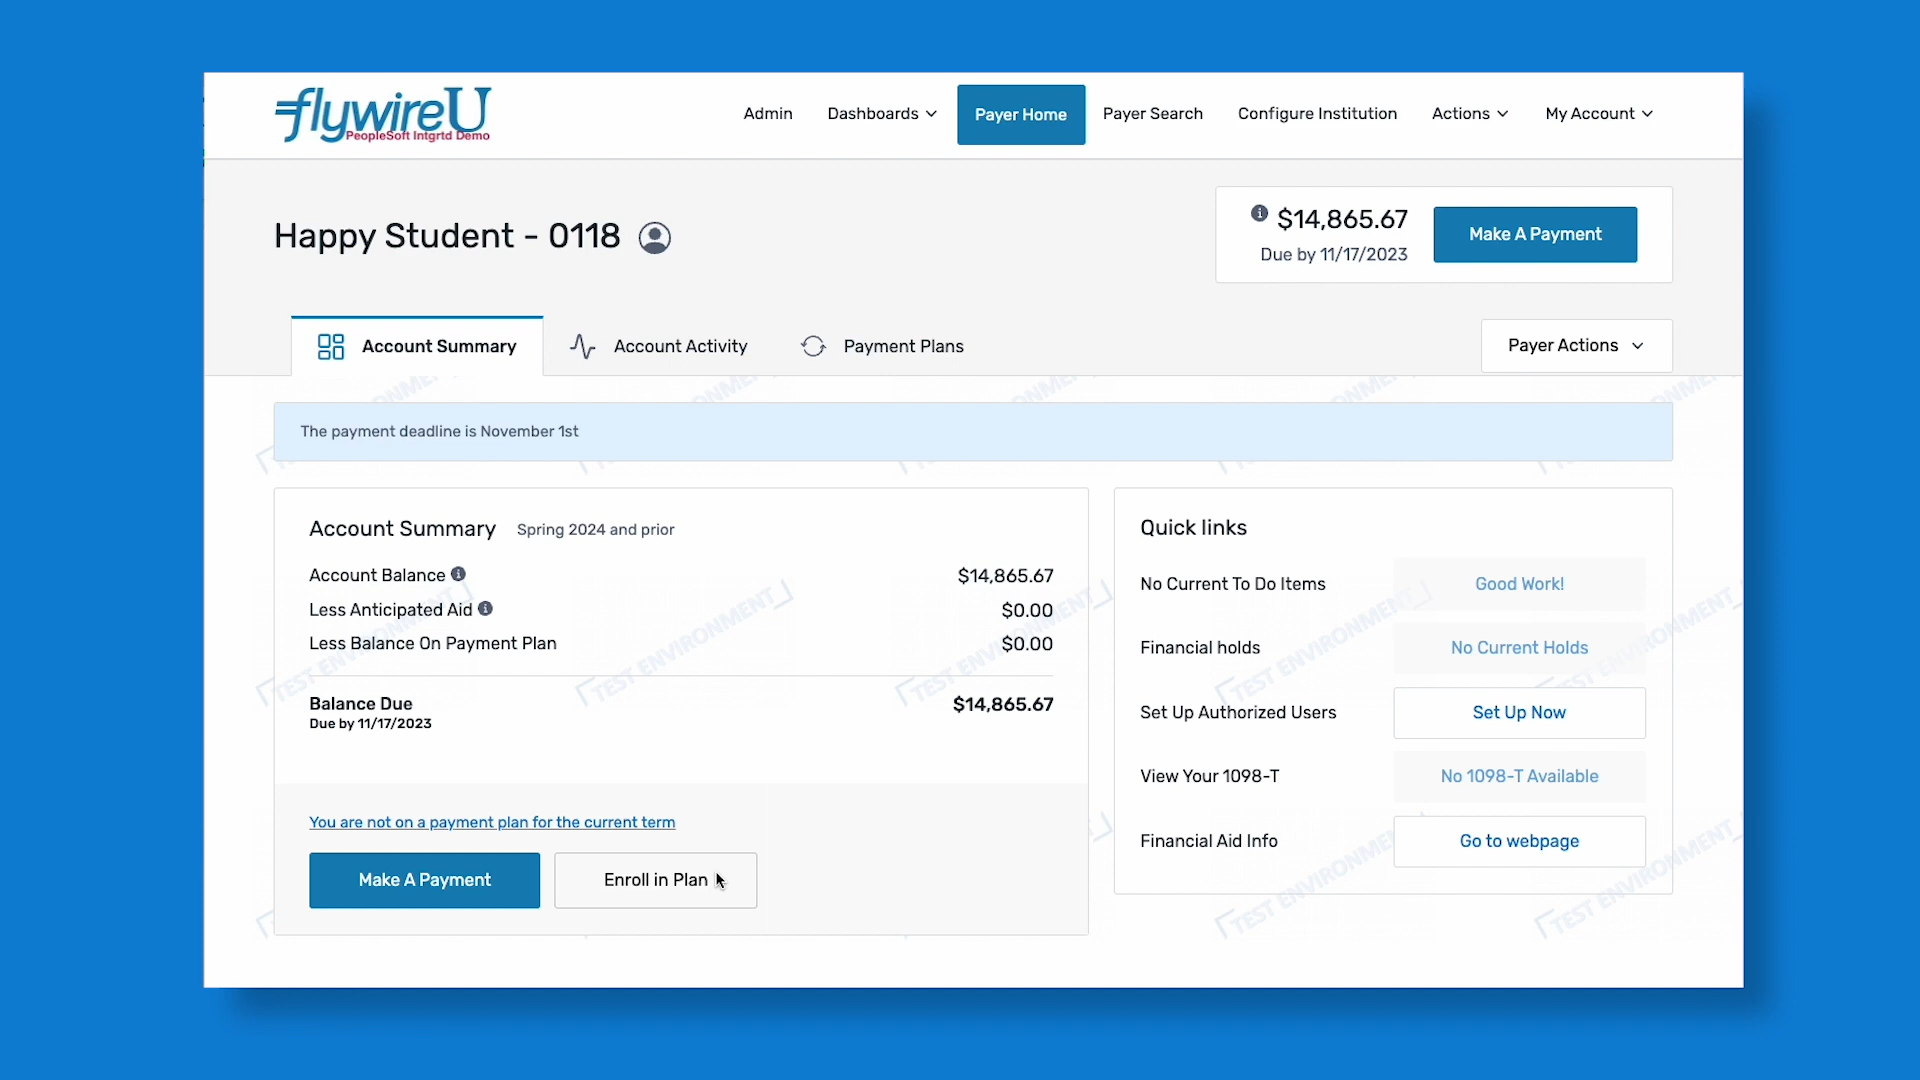 flywireU
PeopleSoft Intgrtd Demo
Admin
Dashboards
Payer Home
Payer Search
Configure Institution
Actions
My Account
Happy Student - 0118
$14,865.67
Due by 11/17/2023
Make A Payment
Account Summary
Account Activity
Payment Plans
Payer Actions
The payment deadline is November 1st
Account Summary Spring 2024 and prior
Account Balance $14,865.67
Less Anticipated Aid $0.00
Less Balance On Payment Plan $0.00
Balance Due $14,865.67
Due by 11/17/2023
You are not on a payment plan for the current term
Make A Payment
Enroll in Plan
Quick links
No Current To Do Items Good Work!
Financial holds No Current Holds
Set Up Authorized Users Set Up Now
View Your 1098-T No 1098-T Available
Financial Aid Info Go to webpage
TEST ENVIRONMENT